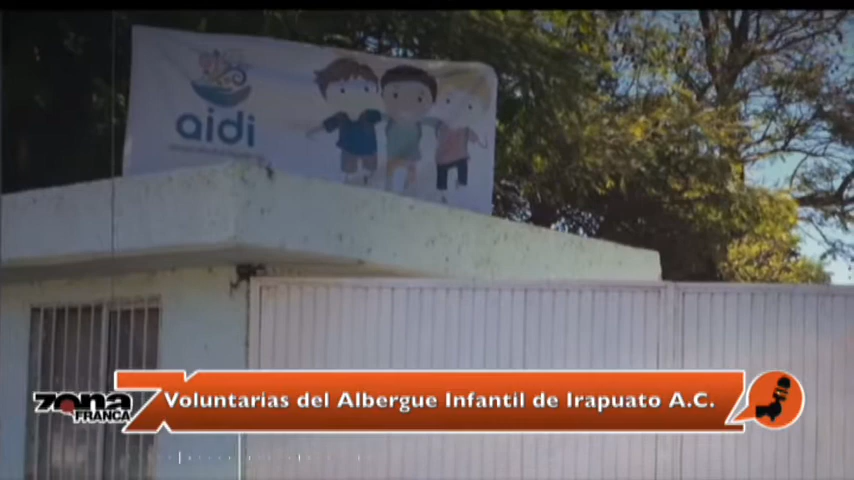 aidi
Voluntarias del Albergue Infantil de Irapuato A.C.
zona
FRANCA